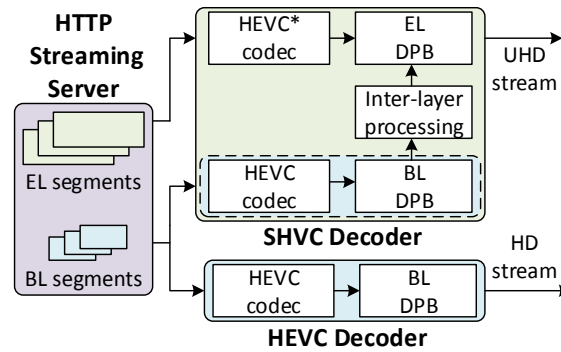 HTTP
Streaming
Server
EL segments
BL segments
HEVC*
codec
EL
DPB
Inter-layer
processing
HEVC
codec
BL
DPB
SHVC Decoder
UHD
stream
HEVC
codec
BL
DPB
HEVC Decoder
HD
stream